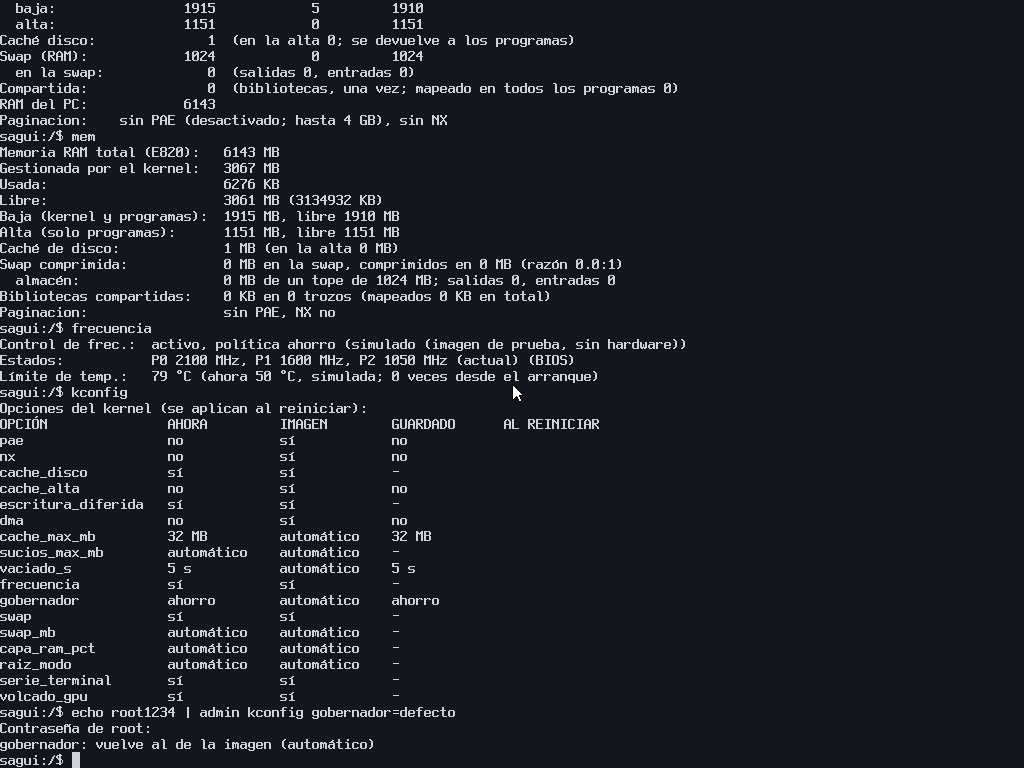 baja: 1915 5 1910
alta: 1151 0 1151
Caché disco: 1 (en la alta 0; se devuelve a los programas)
Swap (RAM): 1024 0 1024
en la swap: 0 (salidas 0, entradas 0)
Compartida: 0 (bibliotecas, una vez; mapeado en todos los programas 0)
RAM del PC: 6143
Paginacion: sin PAE (desactivado; hasta 4 GB), sin NX
sagui:/$ mem
Memoria RAM total (E820): 6143 MB
Gestionada por el kernel: 3067 MB
Usada: 6276 KB
Libre: 3061 MB (3134932 KB)
Baja (kernel y programas): 1915 MB, libre 1910 MB
Alta (solo programas): 1151 MB, libre 1151 MB
Caché de disco: 1 MB (en la alta 0 MB)
Swap comprimida: 0 MB en la swap, comprimidos en 0 MB (razón 0.0:1)
almacén: 0 MB de un tope de 1024 MB; salidas 0, entradas 0
Bibliotecas compartidas: 0 KB en 0 trozos (mapeados 0 KB en total)
Paginacion: sin PAE, NX no
sagui:/$ frecuencia
Control de frec.: activo, política ahorro (simulado (imagen de prueba, sin hardware))
Estados: P0 2100 MHz, P1 1600 MHz, P2 1050 MHz (actual) (BIOS)
Límite de temp.: 79 °C (ahora 50 °C, simulada; 0 veces desde el arranque)
sagui:/$ kconfig
Opciones del kernel (se aplican al reiniciar):
OPCIÓN AHORA IMAGEN GUARDADO AL REINICIAR
pae no sí no
nx no sí no
cache_disco sí sí -
cache_alta no sí no
escritura_diferida sí sí -
dma no sí no
cache_max_mb 32 MB automático 32 MB
sucios_max_mb automático automático -
vaciado_s 5 s automático 5 s
frecuencia sí sí -
gobernador ahorro automático ahorro
swap sí sí -
swap_mb automático automático -
capa_ram_pct automático automático -
raiz_modo automático automático -
serie_terminal sí sí -
volcado_gpu sí sí -
sagui:/$ echo root1234 | admin kconfig gobernador=defecto
Contraseña de root:
gobernador: vuelve al de la imagen (automático)
sagui:/$